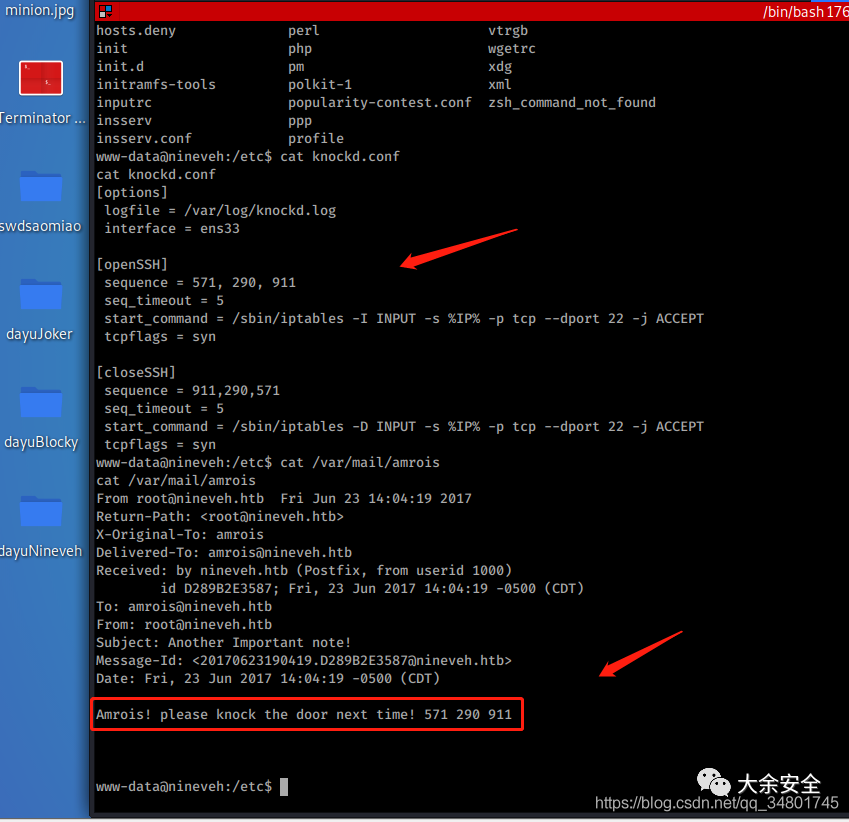 minion.jpg
Terminator ...
swdsaomiao
dayuJoker
dayuBlocky
dayuNineveh
/bin/bash 176
hosts.deny perl vtrgb
init php wgetrc
init.d pm xdg
initramfs-tools polkit-1 xml
inputrc popularity-contest.conf zsh_command_not_found
insserv ppp
insserv.conf profile
www-data@nineveh:/etc$ cat knockd.conf
cat knockd.conf
[options]
logfile = /var/log/knockd.log
interface = ens33
[openSSH]
sequence = 571, 290, 911
seq_timeout = 5
start_command = /sbin/iptables -I INPUT -s %IP% -p tcp --dport 22 -j ACCEPT
tcpflags = syn
[closeSSH]
sequence = 911,290,571
seq_timeout = 5
start_command = /sbin/iptables -D INPUT -s %IP% -p tcp --dport 22 -j ACCEPT
tcpflags = syn
www-data@nineveh:/etc$ cat /var/mail/amrois
cat /var/mail/amrois
From root@nineveh.htb  Fri Jun 23 14:04:19 2017
Return-Path: <root@nineveh.htb>
X-Original-To: amrois
Delivered-To: amrois@nineveh.htb
Received: by nineveh.htb (Postfix, from userid 1000)
id D289B2E3587; Fri, 23 Jun 2017 14:04:19 -0500 (CDT)
To: amrois@nineveh.htb
From: root@nineveh.htb
Subject: Another Important note!
Message-Id: <20170623190419.D289B2E3587@nineveh.htb>
Date: Fri, 23 Jun 2017 14:04:19 -0500 (CDT)
Amrois! please knock the door next time! 571 290 911
www-data@nineveh:/etc$
大余安全
https://blog.csdn.net/qq_34801745